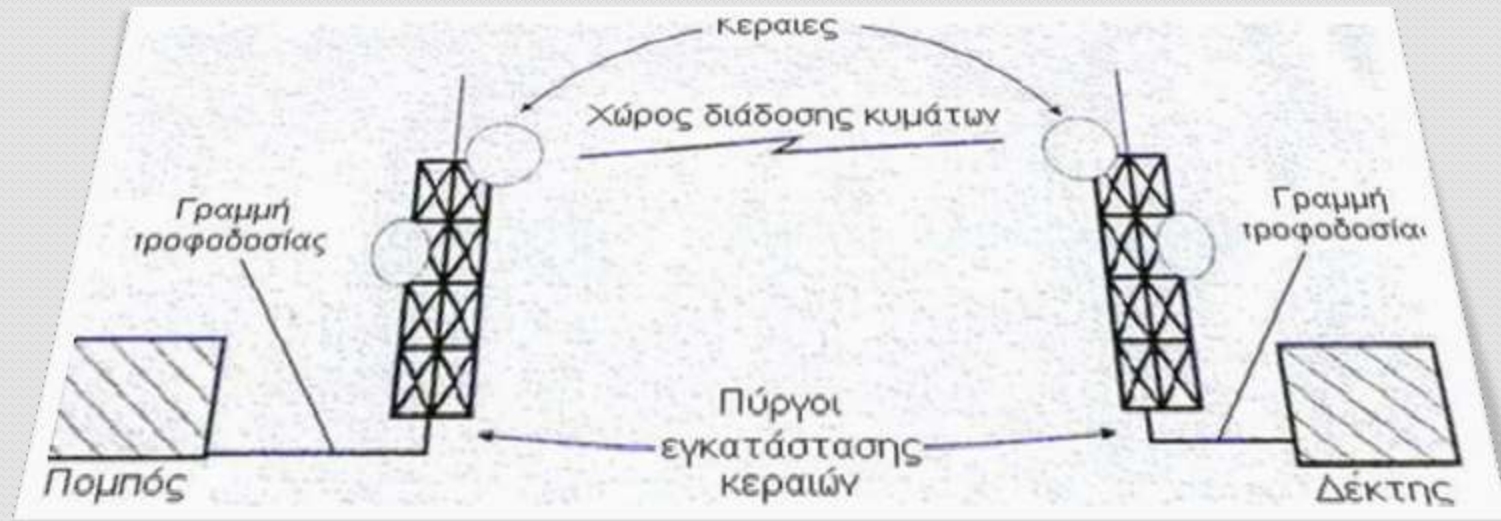 κεραιες
Χώρος διάδοσης κυμάτων
Γραμμή
τροφοδοσίας
Γραμμή
τροφοδοσία
Πύργοι
εγκατάστασης
κεραιών
Πομπός
Δέκτης